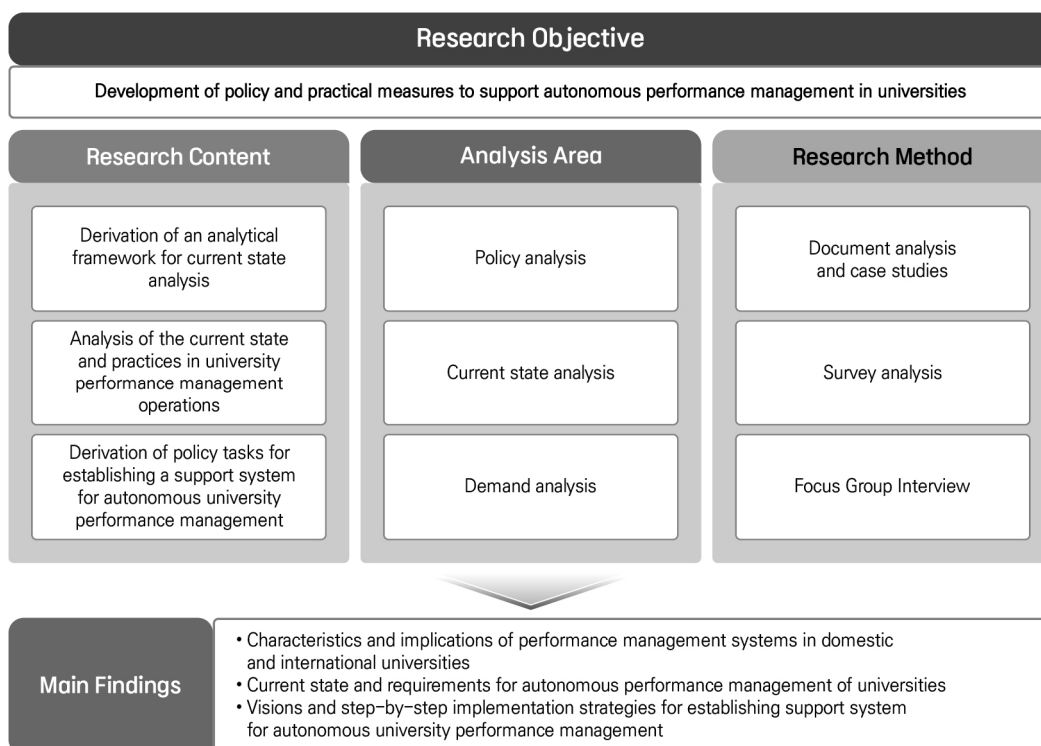 Research Objective
Development of policy and practical measures to support autonomous performance management in universities
Research Content
Derivation of an analytical
framework for current state
analysis
Analysis of the current state
and practices in university
performance management
operations
Derivation of policy tasks for
establishing a support system
for autonomous university
performance management
Analysis Area
Policy analysis
Current state analysis
Demand analysis
Research Method
Document analysis
and case studies
Survey analysis
Focus Group Interview
Main Findings
• Characteristics and implications of performance management systems in domestic
and international universities
• Current state and requirements for autonomous performance management of universities
• Visions and step-by-step implementation strategies for establishing support system
for autonomous university performance management